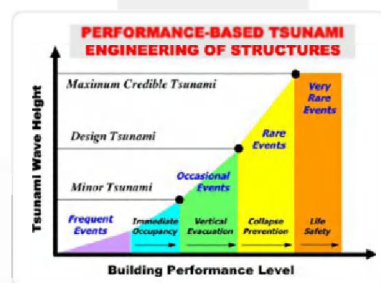 PERFORMANCE-BASED TSUNAMI
ENGINEERING OF STRUCTURES
Tsunami Wave Height
Maximum Credible Tsunami
Design Tsunami
Minor Tsunami
Very
Rare
Events
Rare
Events
Occasional
Events
Frequent
Events
Immediate
Occupancy
Vertical
Evacuation
Collapse
Prevention
Life
Safety
Building Performance Level